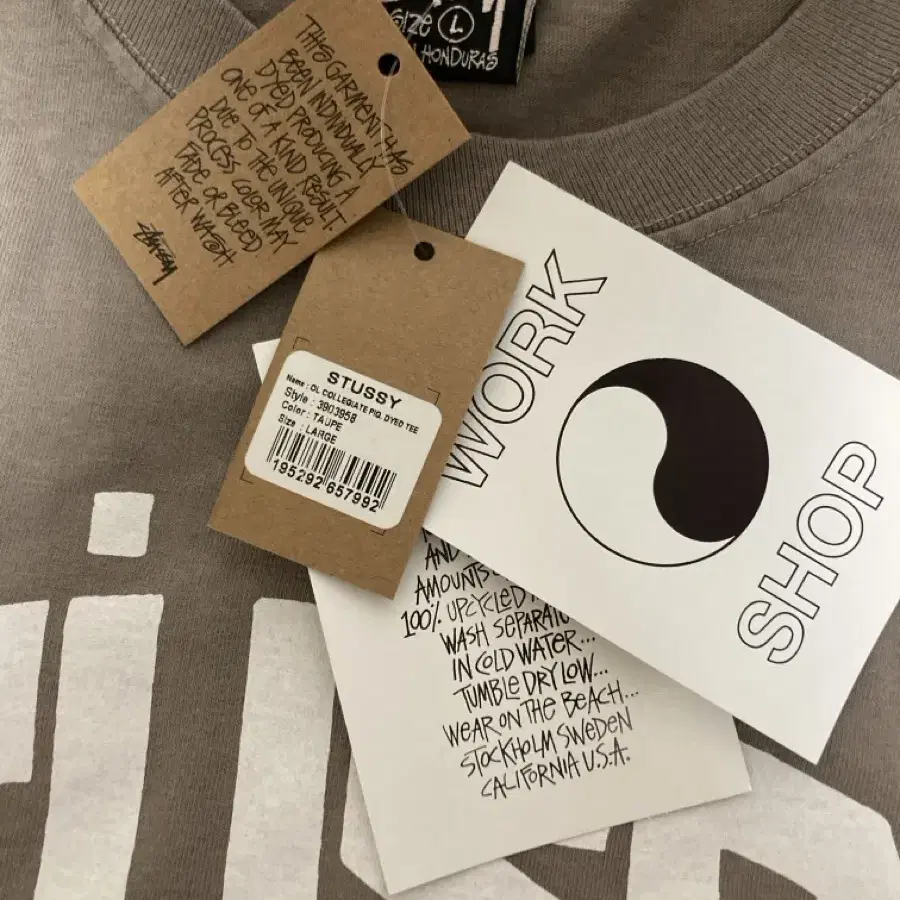 SIZE L
HONDURAS
THIS GARMENT HAS
BEEN INDIVIDUALLY
DYED PRODUCING A
ONE OF A KIND RESULT.
DUE TO THE UNIQUE
PROCESS COLOR MAY
FADE OR BLEED
AFTER WASH
STUSSY
STUSSY
Name : OL COLLEGIATE PIG. DYED TEE
Style : 3903958
Color : TAUPE
Size : LARGE
195292 657992
WORK
SHOP
AND
AMOUNTS...
100% UPCYCLED
WASH SEPARATE
IN COLD WATER...
TUMBLE DRY LOW...
WEAR ON THE BEACH...
STOCKHOLM SWEDEN
CALIFORNIA U.S.A.